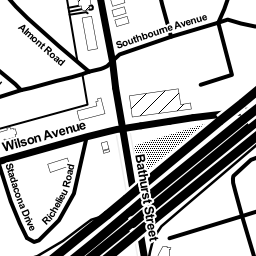 Almont Road
Southbourne Avenue
Wilson Avenue
Stadacona Drive
Richelieu Road
Bathurst Street